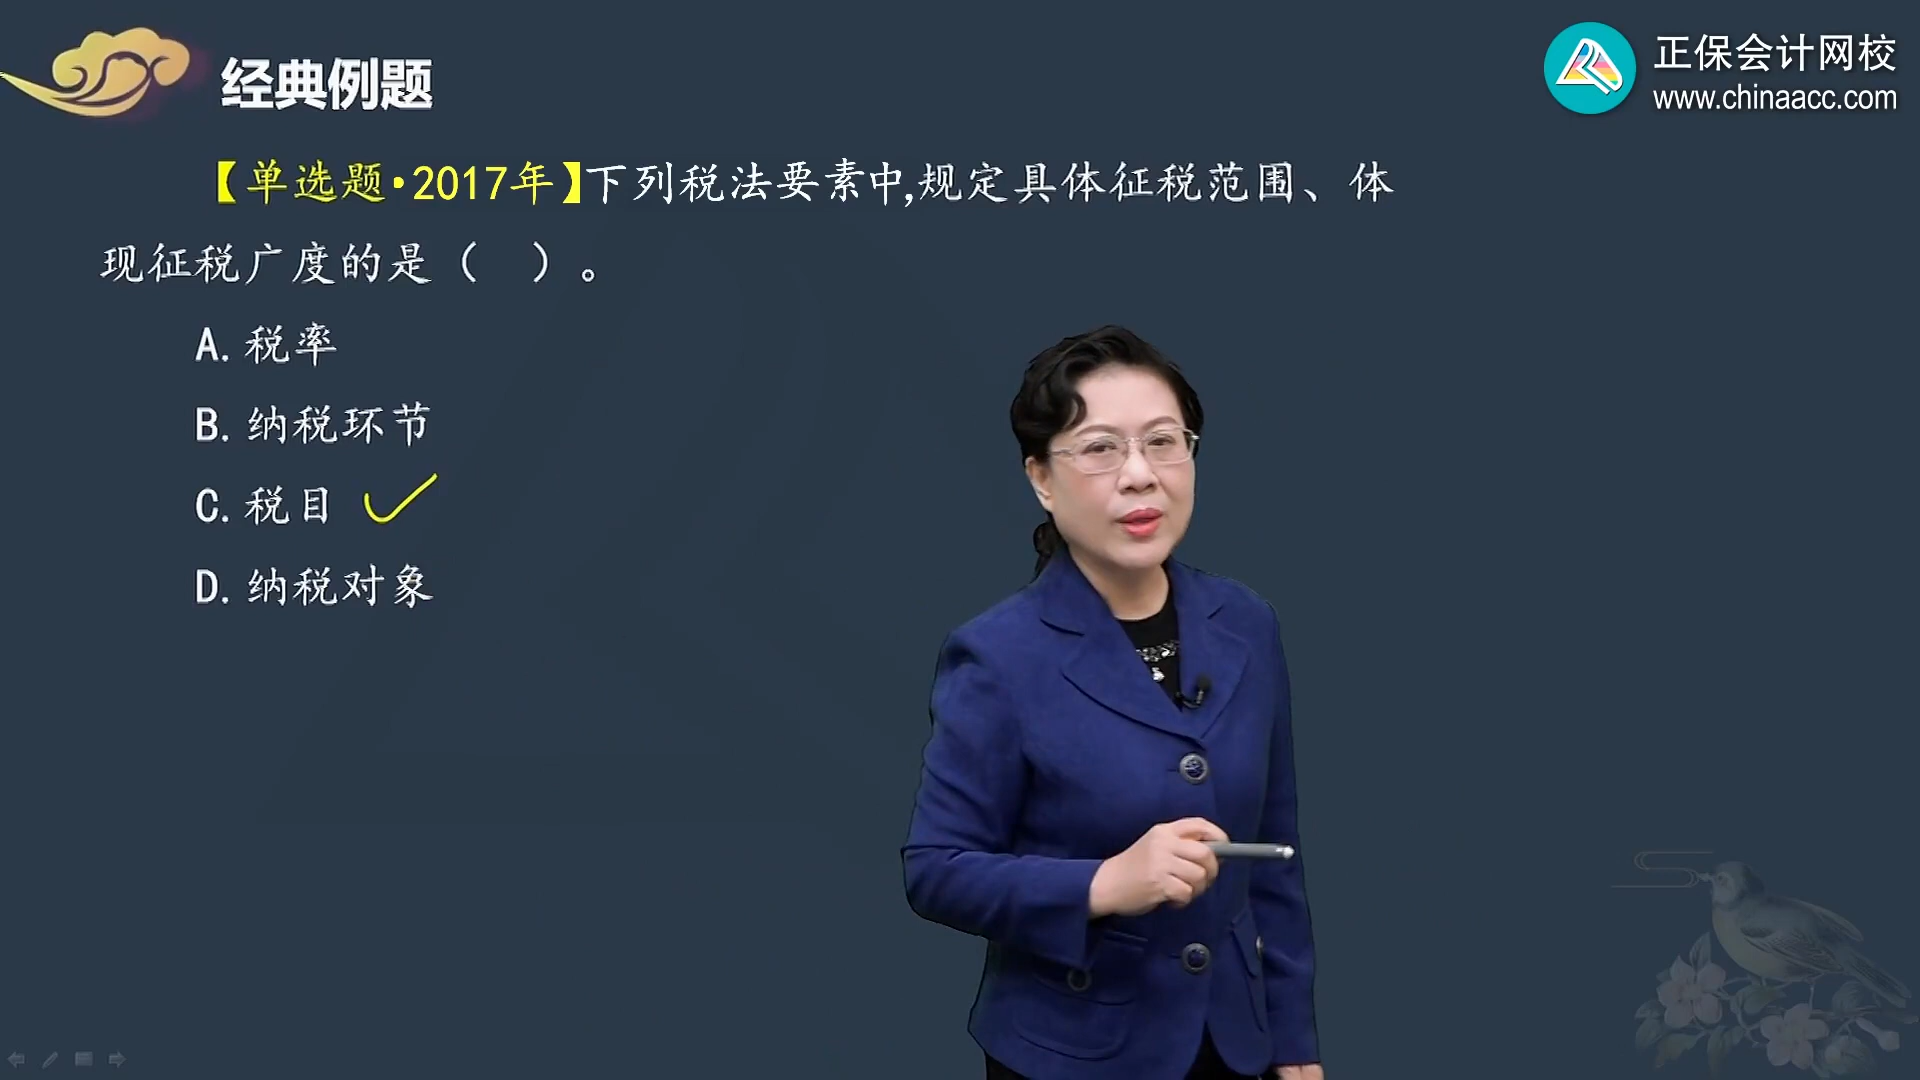 经典例题
正保会计网校
www.chinaacc.com
【单选题·2017年】下列税法要素中,规定具体征税范围、体
现征税广度的是（ ）。
A. 税率
B. 纳税环节
C. 税目
D. 纳税对象